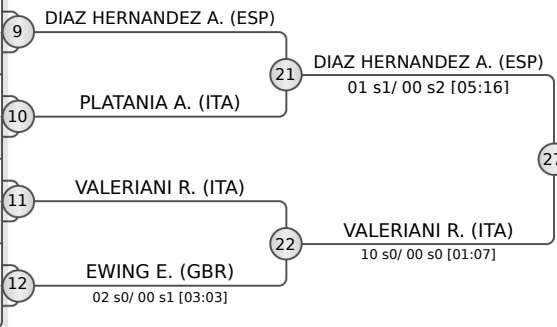 9
DIAZ HERNANDEZ A. (ESP)
21
DIAZ HERNANDEZ A. (ESP)
01 s1/ 00 s2 [05:16]
10
PLATANIA A. (ITA)
27
11
VALERIANI R. (ITA)
22
VALERIANI R. (ITA)
10 s0/ 00 s0 [01:07]
12
EWING E. (GBR)
02 s0/ 00 s1 [03:03]